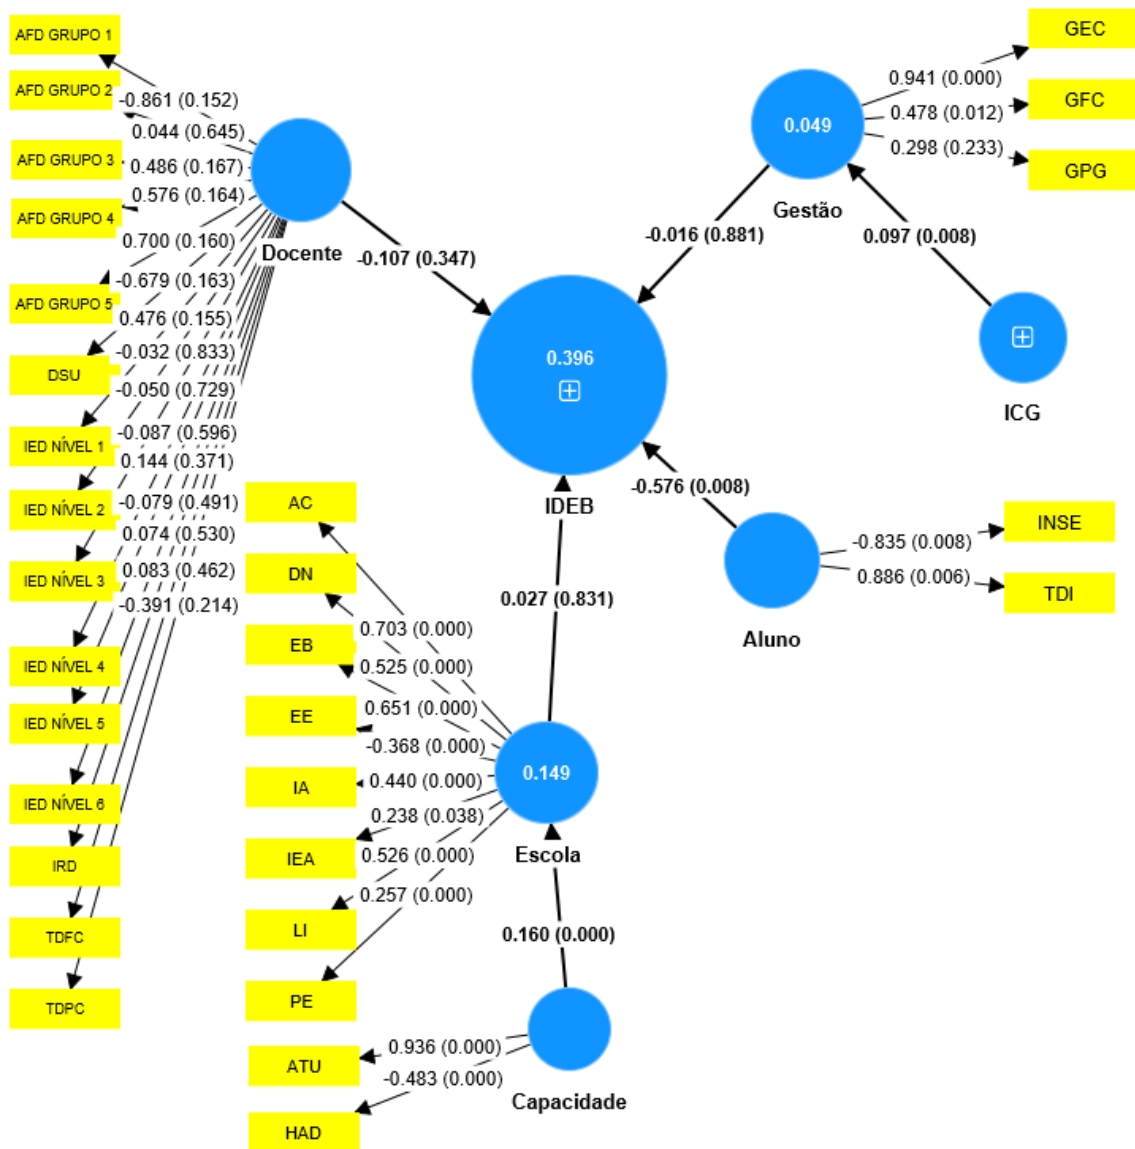 AFD GRUPO 1
AFD GRUPO 2
AFD GRUPO 3
AFD GRUPO 4
AFD GRUPO 5
DSU
IED NÍVEL 1
IED NÍVEL 2
IED NÍVEL 3
IED NÍVEL 4
IED NÍVEL 5
IED NÍVEL 6
IRD
TDFC
TDPC
-0.861 (0.152)
0.044 (0.645)
0.486 (0.167)
0.576 (0.164)
0.700 (0.160)
-0.679 (0.163)
0.476 (0.155)
-0.032 (0.833)
-0.050 (0.729)
-0.087 (0.596)
0.144 (0.371)
-0.079 (0.491)
0.074 (0.530)
0.083 (0.462)
-0.391 (0.214)
Docente
-0.107 (0.347)
0.396
IDEB
GEC
GFC
GPG
0.941 (0.000)
0.478 (0.012)
0.298 (0.233)
0.049
Gestão
-0.016 (0.881)
0.097 (0.008)
ICG
-0.576 (0.008)
Aluno
-0.835 (0.008)
0.886 (0.006)
INSE
TDI
0.027 (0.831)
AC
DN
EB
EE
IA
IEA
LI
PE
0.703 (0.000)
0.525 (0.000)
0.651 (0.000)
-0.368 (0.000)
0.440 (0.000)
0.238 (0.038)
0.526 (0.000)
0.257 (0.000)
0.149
Escola
0.160 (0.000)
ATU
HAD
0.936 (0.000)
-0.483 (0.000)
Capacidade